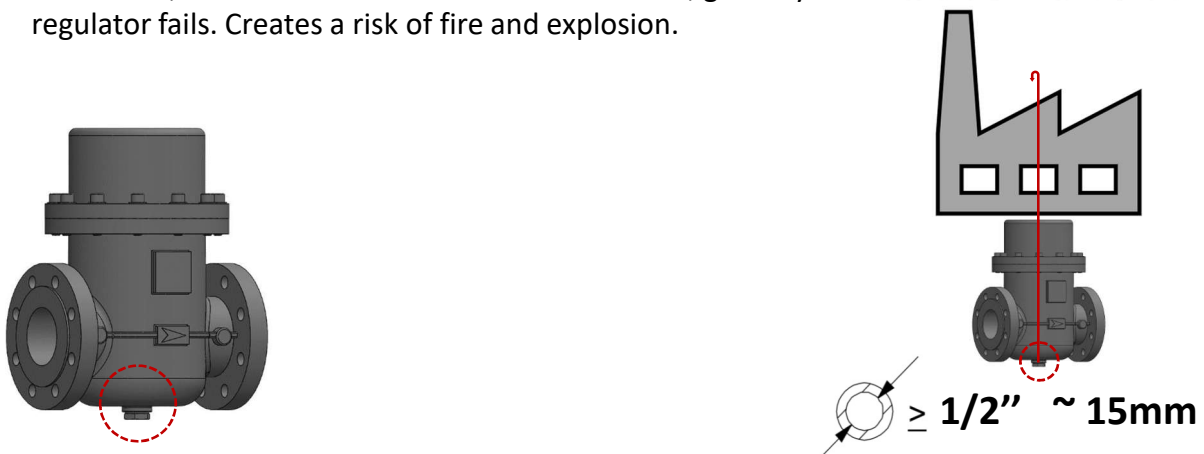 regulator fails. Creates a risk of fire and explosion.
≥ 1/2’’ ~ 15mm